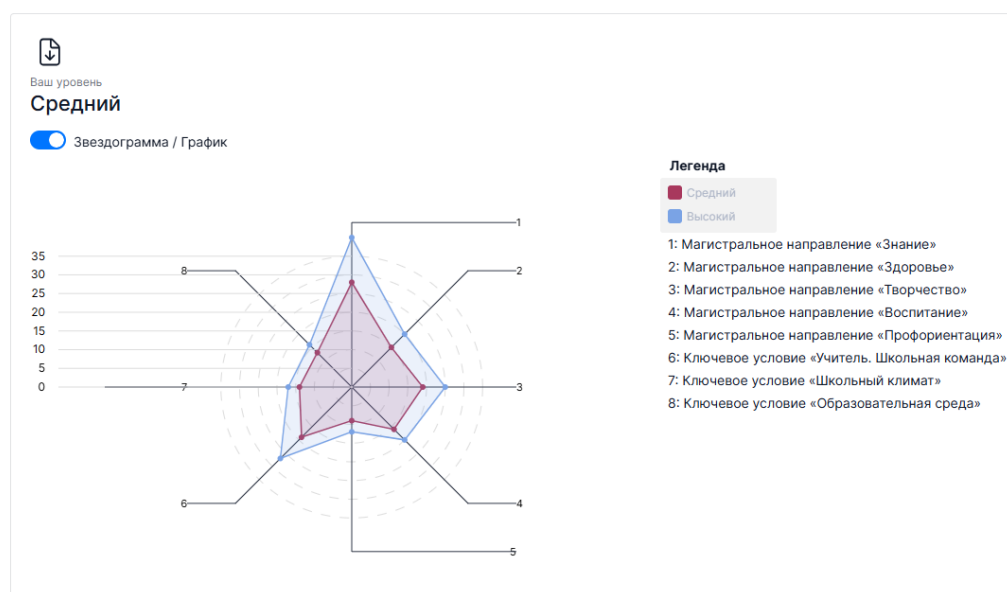 Ваш уровень
Средний
Звездограмма / График
Легенда
Средний
Высокий
1: Магистральное направление «Знание»
2: Магистральное направление «Здоровье»
3: Магистральное направление «Творчество»
4: Магистральное направление «Воспитание»
5: Магистральное направление «Профориентация»
6: Ключевое условие «Учитель. Школьная команда»
7: Ключевое условие «Школьный климат»
8: Ключевое условие «Образовательная среда»
35
30
25
20
15
10
5
0
1
2
3
4
5
6
7
8